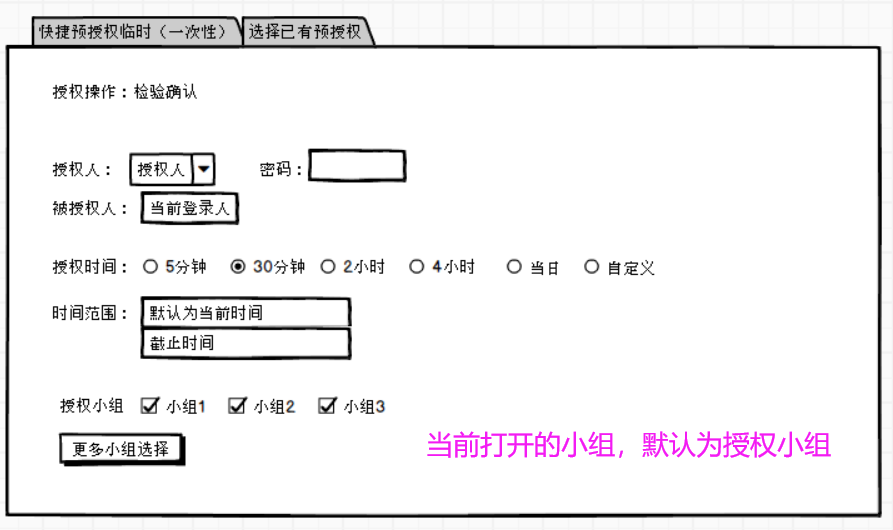 快捷预授权临时（一次性） 选择已有预授权
授权操作：检验确认
授权人： 授权人 密码：
被授权人： 当前登录人
授权时间： 5分钟 30分钟 2小时 4小时 当日 自定义
时间范围： 默认为当前时间
截止时间
授权小组 小组1 小组2 小组3
更多小组选择
当前打开的小组，默认为授权小组